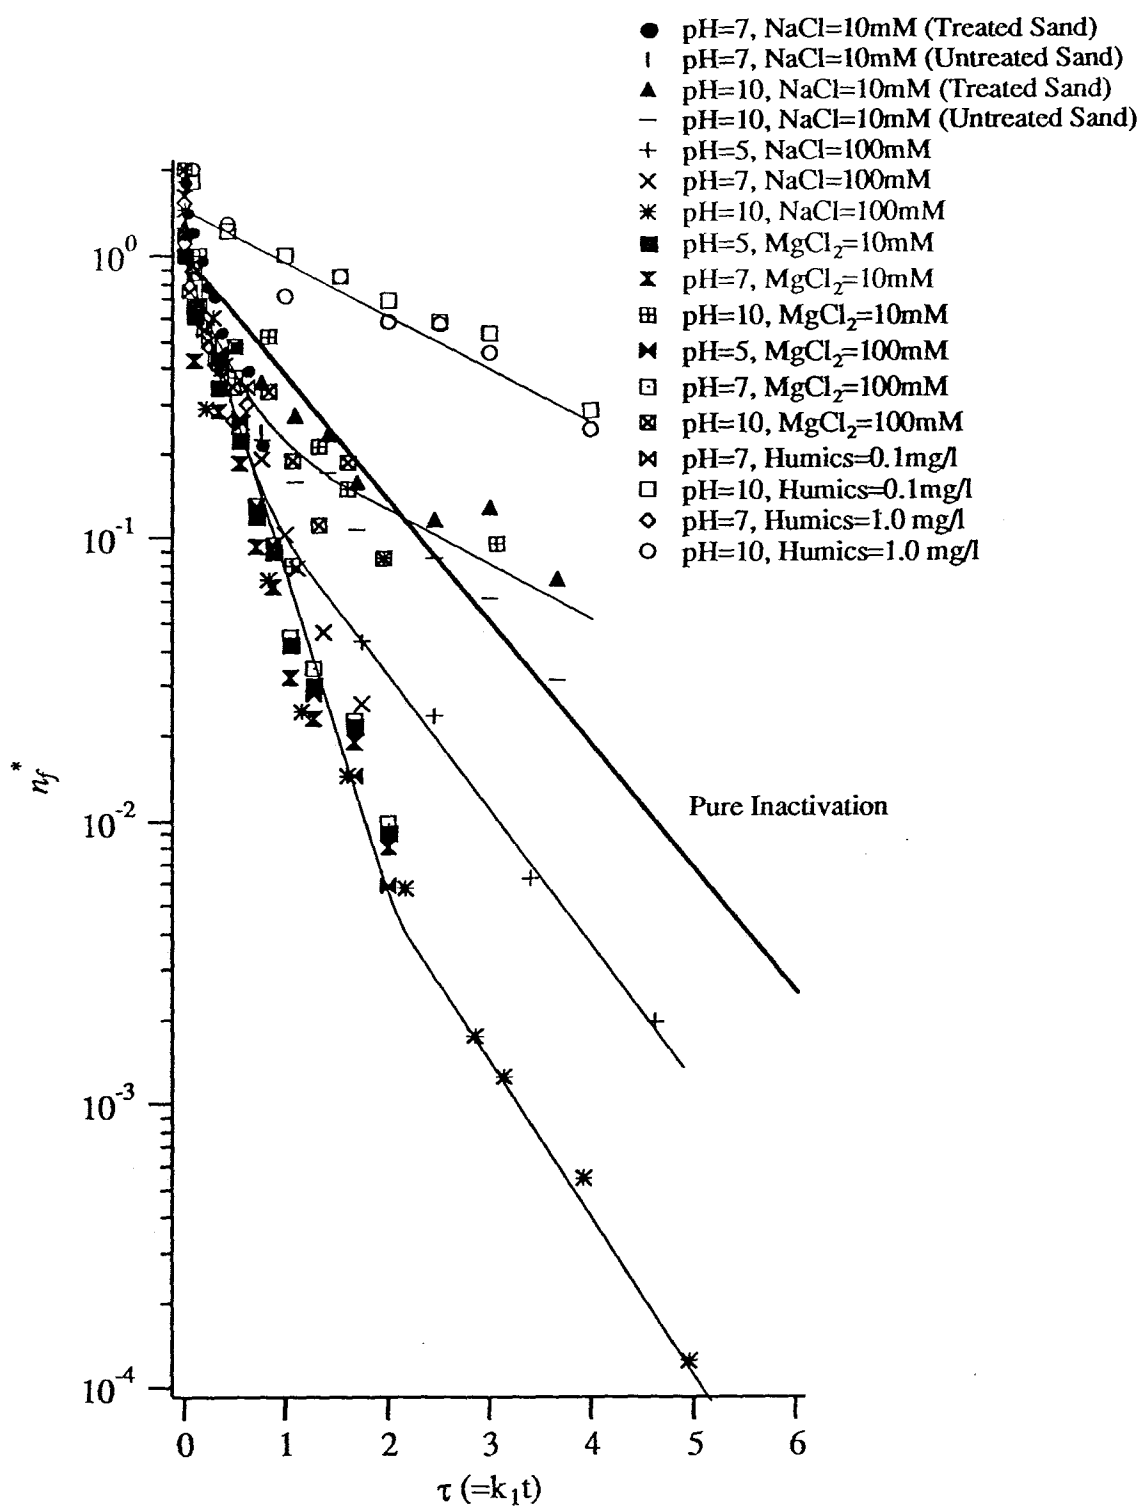 pH=7, NaCl=10mM (Treated Sand)
pH=7, NaCl=10mM (Untreated Sand)
pH=10, NaCl=10mM (Treated Sand)
pH=10, NaCl=10mM (Untreated Sand)
pH=5, NaCl=100mM
pH=7, NaCl=100mM
pH=10, NaCl=100mM
pH=5, MgCl₂=10mM
pH=7, MgCl₂=10mM
pH=10, MgCl₂=10mM
pH=5, MgCl₂=100mM
pH=7, MgCl₂=100mM
pH=10, MgCl₂=100mM
pH=7, Humics=0.1mg/l
pH=10, Humics=0.1mg/l
pH=7, Humics=1.0 mg/l
pH=10, Humics=1.0 mg/l
10⁰
10⁻¹
10⁻²
10⁻³
10⁻⁴
n_f*
Pure Inactivation
0 1 2 3 4 5 6
τ (=k₁t)